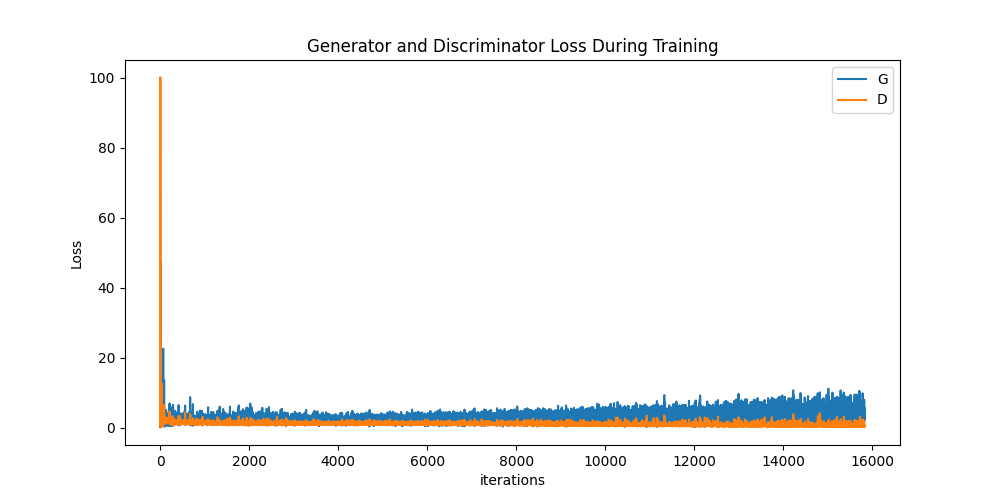 Generator and Discriminator Loss During Training
G
D
100
80
60
40
20
0
Loss
0 2000 4000 6000 8000 10000 12000 14000 16000
iterations